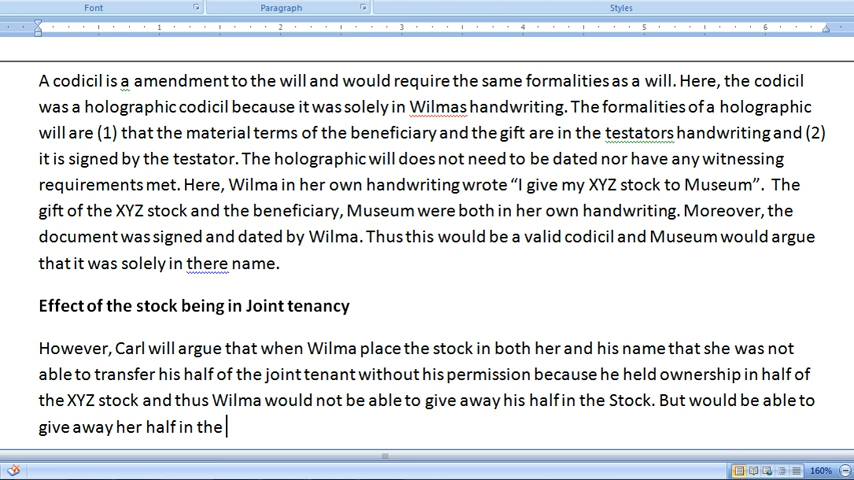 Font Paragraph Styles
1 2 3 4 5 6
A codicil is a amendment to the will and would require the same formalities as a will. Here, the codicil
was a holographic codicil because it was solely in Wilmas handwriting. The formalities of a holographic
will are (1) that the material terms of the beneficiary and the gift are in the testators handwriting and (2)
it is signed by the testator. The holographic will does not need to be dated nor have any witnessing
requirements met. Here, Wilma in her own handwriting wrote “I give my XYZ stock to Museum”. The
gift of the XYZ stock and the beneficiary, Museum were both in her own handwriting. Moreover, the
document was signed and dated by Wilma. Thus this would be a valid codicil and Museum would argue
that it was solely in there name.
Effect of the stock being in Joint tenancy
However, Carl will argue that when Wilma place the stock in both her and his name that she was not
able to transfer his half of the joint tenant without his permission because he held ownership in half of
the XYZ stock and thus Wilma would not be able to give away his half in the Stock. But would be able to
give away her half in the
160%